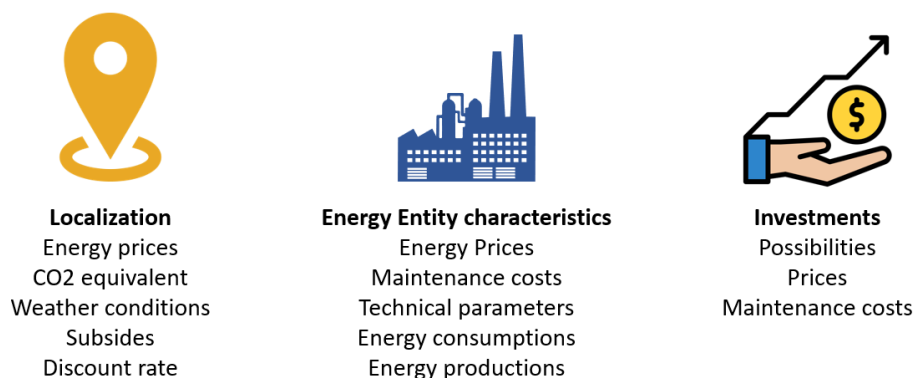 $
Localization
Energy prices
CO2 equivalent
Weather conditions
Subsides
Discount rate
Energy Entity characteristics
Energy Prices
Maintenance costs
Technical parameters
Energy consumptions
Energy productions
Investments
Possibilities
Prices
Maintenance costs